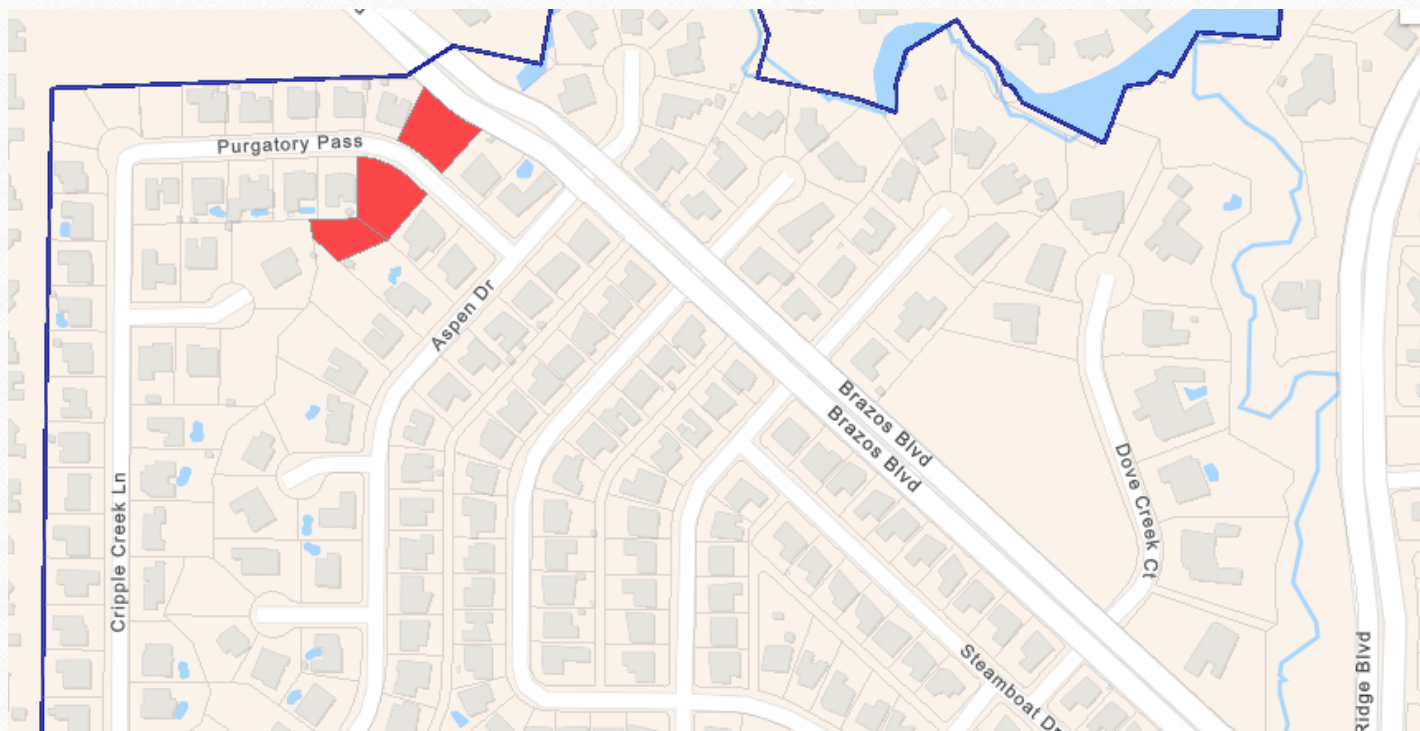 Purgatory Pass
Aspen Dr
Brazos Blvd
Brazos Blvd
Dove Creek Ct
Cripple Creek Ln
Steamboat Dr
Ridge Blvd